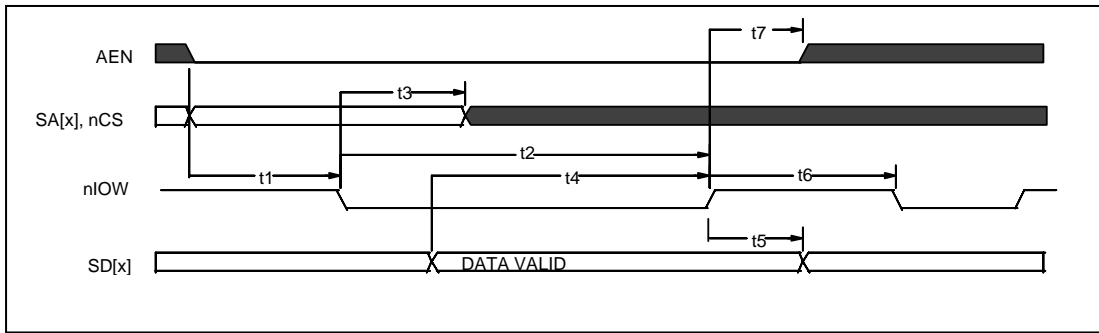 t7
AEN
t3
SA[x], nCS
t2
t1
t4
t6
nIOW
t5
SD[x]
DATA VALID